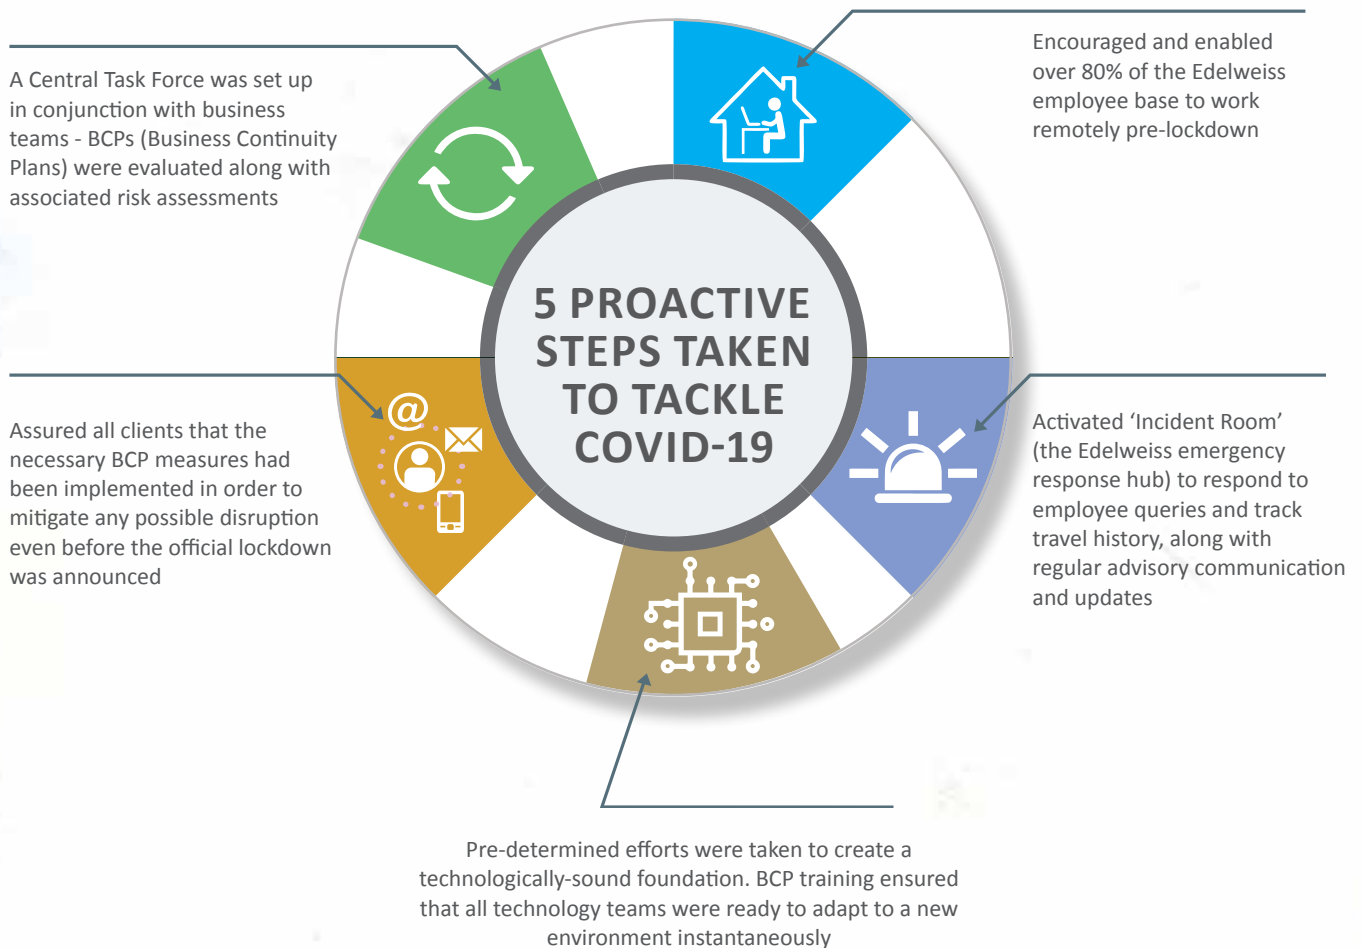 A Central Task Force was set up
in conjunction with business
teams - BCPs (Business Continuity
Plans) were evaluated along with
associated risk assessments
Encouraged and enabled
over 80% of the Edelweiss
employee base to work
remotely pre-lockdown
5 PROACTIVE
STEPS TAKEN
TO TACKLE
COVID-19
@
Assured all clients that the
necessary BCP measures had
been implemented in order to
mitigate any possible disruption
even before the official lockdown
was announced
Activated ‘Incident Room’
(the Edelweiss emergency
response hub) to respond to
employee queries and track
travel history, along with
regular advisory communication
and updates
Pre-determined efforts were taken to create a
technologically-sound foundation. BCP training ensured
that all technology teams were ready to adapt to a new
environment instantaneously